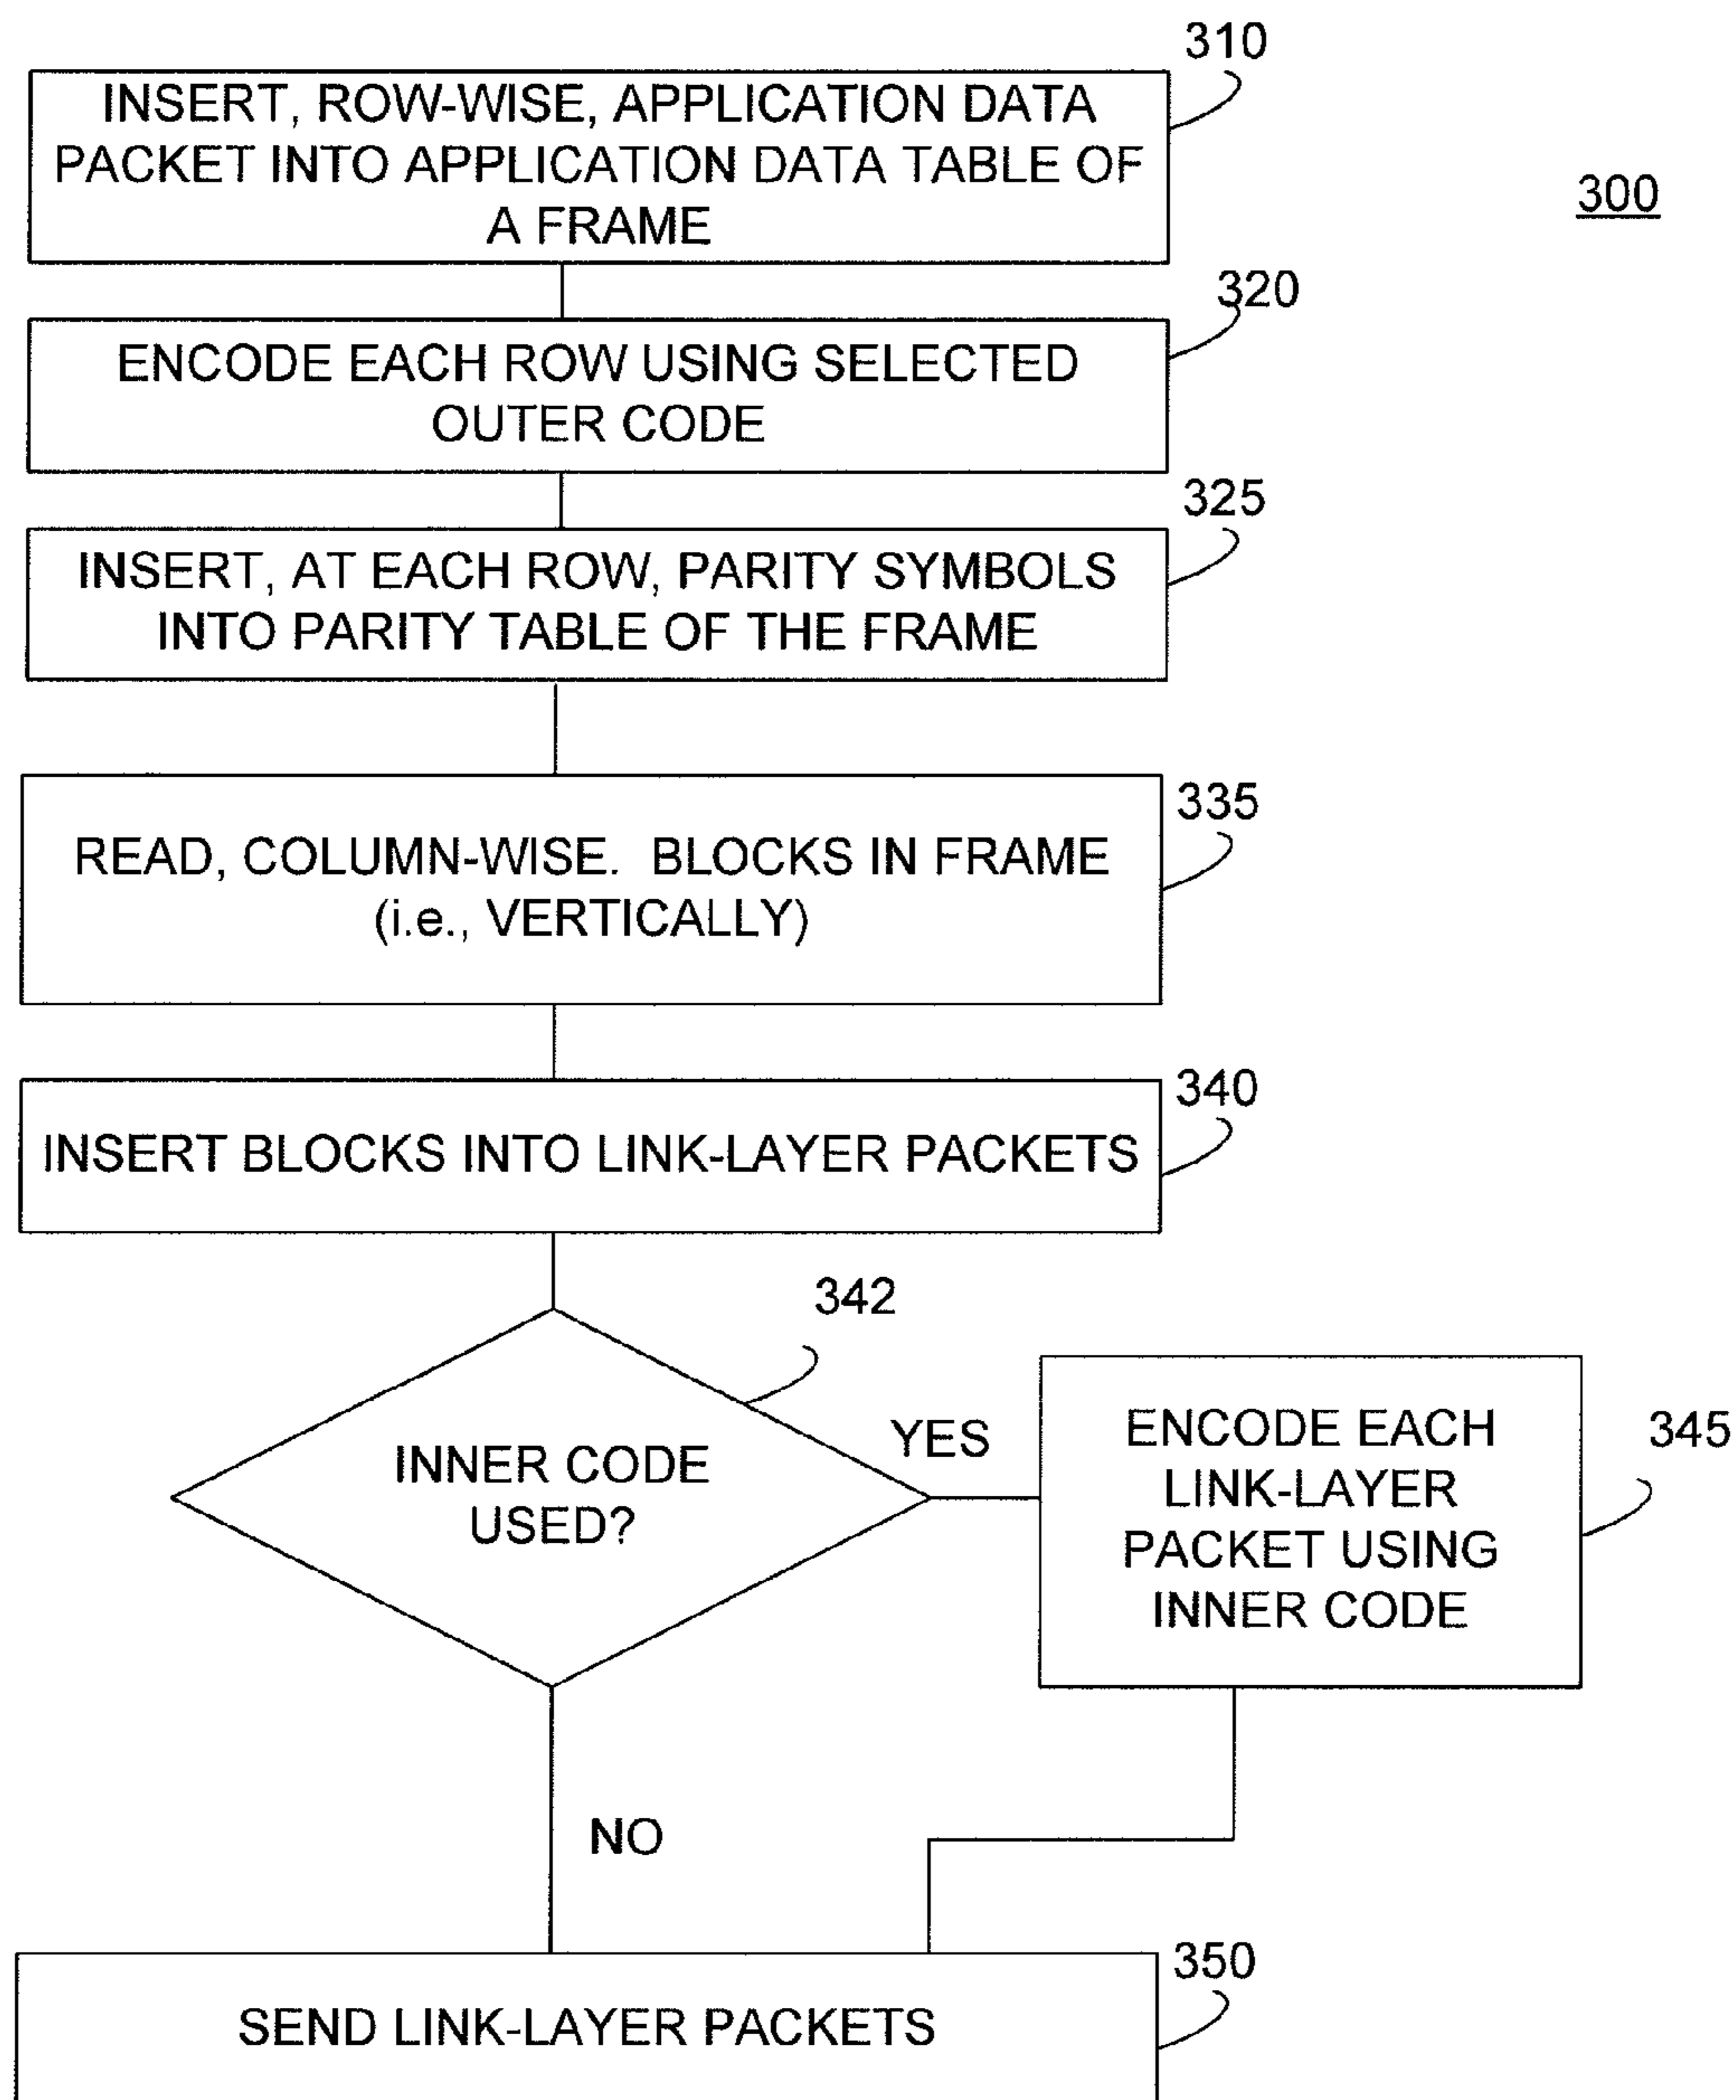 310
INSERT, ROW-WISE, APPLICATION DATA
PACKET INTO APPLICATION DATA TABLE OF
A FRAME
300
320
ENCODE EACH ROW USING SELECTED
OUTER CODE
325
INSERT, AT EACH ROW, PARITY SYMBOLS
INTO PARITY TABLE OF THE FRAME
335
READ, COLUMN-WISE. BLOCKS IN FRAME
(i.e., VERTICALLY)
340
INSERT BLOCKS INTO LINK-LAYER PACKETS
342
INNER CODE
USED?
YES
ENCODE EACH
LINK-LAYER
PACKET USING
INNER CODE
345
NO
350
SEND LINK-LAYER PACKETS